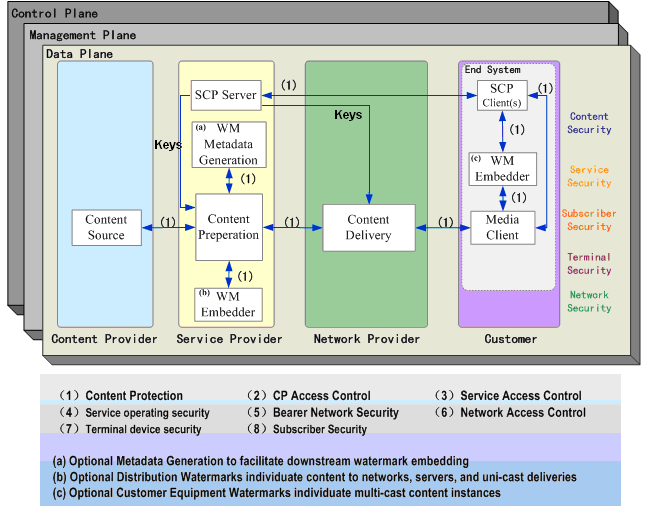 Control Plane
Management Plane
Data Plane
End System
SCP Server
(1)
SCP
Client(s)
(1)
Keys
Keys
(a) WM
Metadata
Generation
(1)
(c) WM
Embedder
(1)
Content
Source
(1)
Content
Preperation
(1)
Content
Delivery
(1)
Media
Client
(1)
(b) WM
Embedder
Content
Security
Service
Security
Subscriber
Security
Terminal
Security
Network
Security
Content Provider
Service Provider
Network Provider
Customer
(1) Content Protection
(2) CP Access Control
(3) Service Access Control
(4) Service operating security
(5) Bearer Network Security
(6) Network Access Control
(7) Terminal device security
(8) Subscriber Security
(a) Optional Metadata Generation to facilitate downstream watermark embedding
(b) Optional Distribution Watermarks individuate content to networks, servers, and uni-cast deliveries
(c) Optional Customer Equipment Watermarks individuate multi-cast content instances